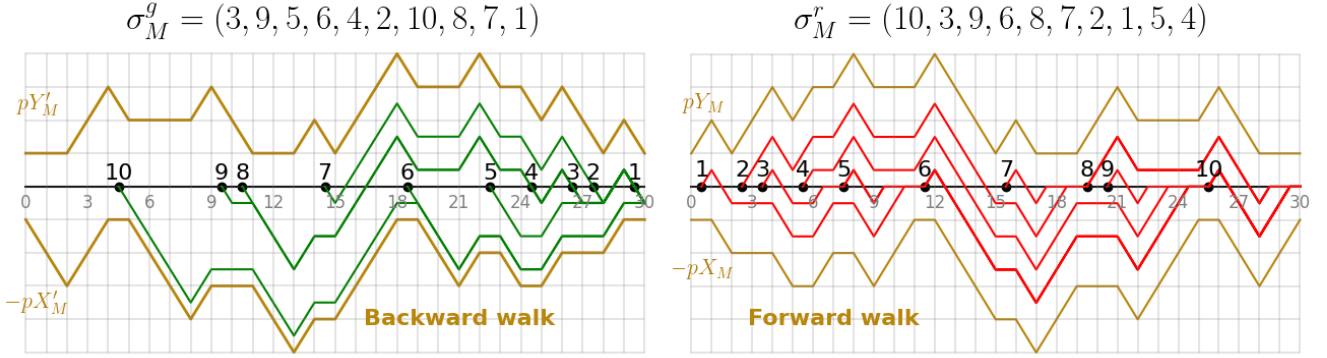 σ_M^g = (3, 9, 5, 6, 4, 2, 10, 8, 7, 1)
pY'_M
10 9 8 7 6 5 4 3 2 1
0 3 6 9 12 15 18 21 24 27 30
-pX'_M
Backward walk
σ_M^r = (10, 3, 9, 6, 8, 7, 2, 1, 5, 4)
pY_M
1 2 3 4 5 6 7 8 9 10
0 3 6 9 12 15 18 21 24 27 30
-pX_M
Forward walk